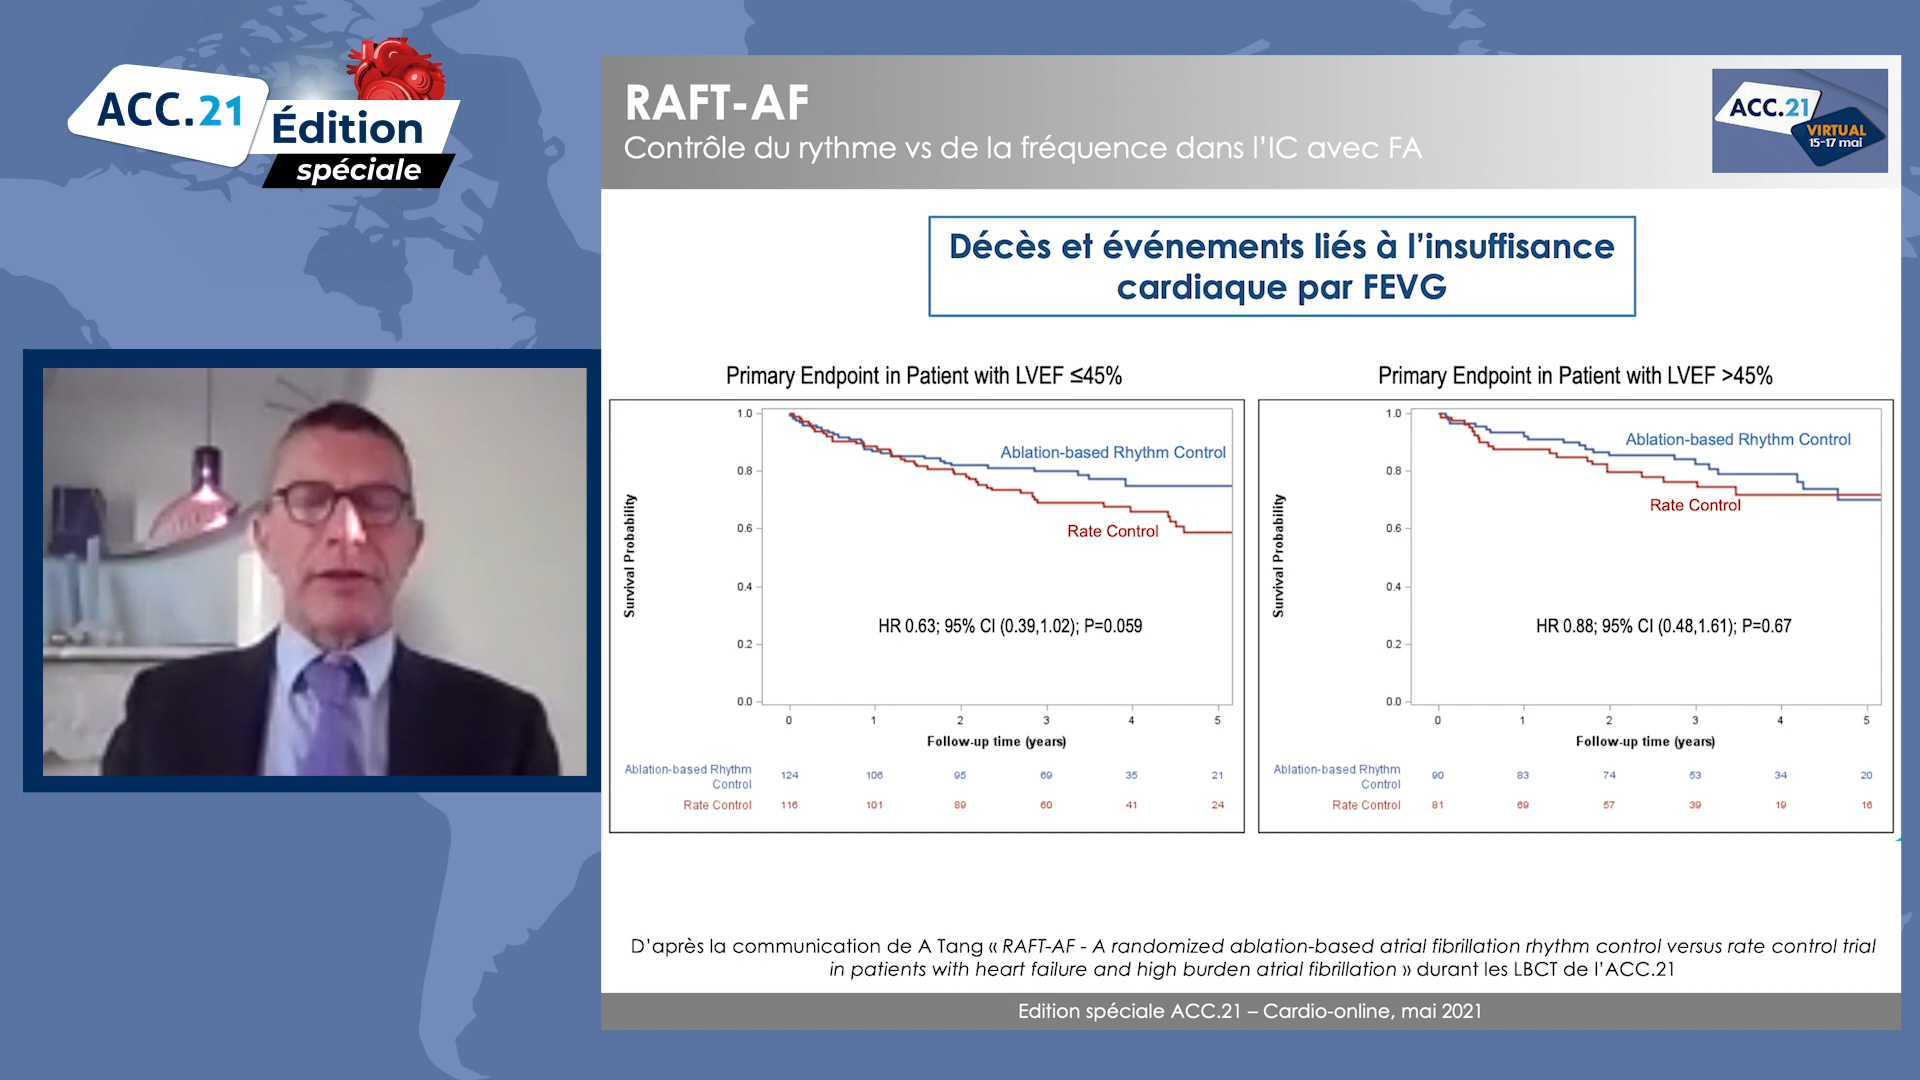 ACC.21
Édition
spéciale
RAFT-AF
Contrôle du rythme vs de la fréquence dans l'IC avec FA
ACC.21
VIRTUAL
15-17 mai
Décès et événements liés à l'insuffisance
cardiaque par FEVG
Primary Endpoint in Patient with LVEF ≤45%
1.0
0.8
0.6
0.4
0.2
0.0
Survival Probability
Ablation-based Rhythm Control
Rate Control
HR 0.63; 95% CI (0.39,1.02); P=0.059
0 1 2 3 4 5
Follow-up time (years)
Ablation-based Rhythm
Control 124 106 95 69 35 21
Rate Control 116 101 89 60 41 24
Primary Endpoint in Patient with LVEF >45%
1.0
0.8
0.6
0.4
0.2
0.0
Survival Probability
Ablation-based Rhythm Control
Rate Control
HR 0.88; 95% CI (0.48,1.61); P=0.67
0 1 2 3 4 5
Follow-up time (years)
Ablation-based Rhythm
Control 90 83 74 53 34 20
Rate Control 81 69 57 39 19 16
D'après la communication de A Tang « RAFT-AF - A randomized ablation-based atrial fibrillation rhythm control versus rate control trial
in patients with heart failure and high burden atrial fibrillation » durant les LBCT de l'ACC.21
Edition spéciale ACC.21 – Cardio-online, mai 2021